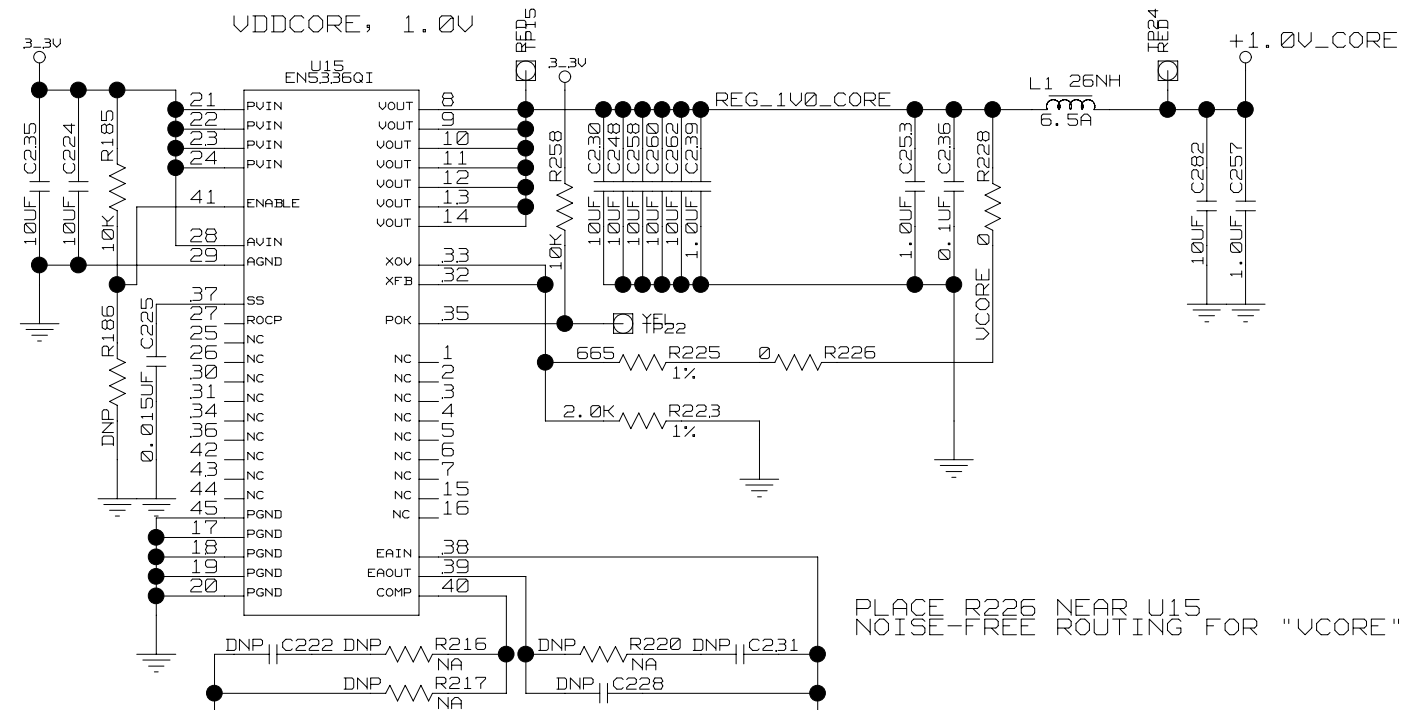 VDDCORE, 1.0V
3_3V
U15
EN5336QI
RED
TP15
3_3V
TP24
RED
+1.0V_CORE
L1 26NH
6.5A
REG_1V0_CORE
10UF C235
10UF C224
10K R185
21 PVIN
22 PVIN
23 PVIN
24 PVIN
41 ENABLE
28 AVIN
29 AGND
37 SS
27 ROCP
25 NC
26 NC
30 NC
31 NC
34 NC
36 NC
42 NC
43 NC
44 NC
45 PGND
17 PGND
18 PGND
19 PGND
20 PGND
VOUT 8
VOUT 9
VOUT 10
VOUT 11
VOUT 12
VOUT 13
VOUT 14
XOV 33
XFB 32
POK 35
NC 1
NC 2
NC 3
NC 4
NC 5
NC 6
NC 7
NC 15
NC 16
EAIN 38
EAOUT 39
COMP 40
DNP R186
0.015UF C225
10K R258
10UF C230
10UF C248
10UF C258
10UF C260
10UF C262
1.0UF C239
1.0UF C253
0.1UF C236
0 R228
VCORE
10UF C282
1.0UF C257
YEL
TP22
665 R225
1%
0 R226
2.0K R223
1%
PLACE R226 NEAR U15
NOISE-FREE ROUTING FOR "VCORE"
DNP C222 DNP R216
NA
DNP R220 DNP C231
NA
DNP R217
NA
DNP C228